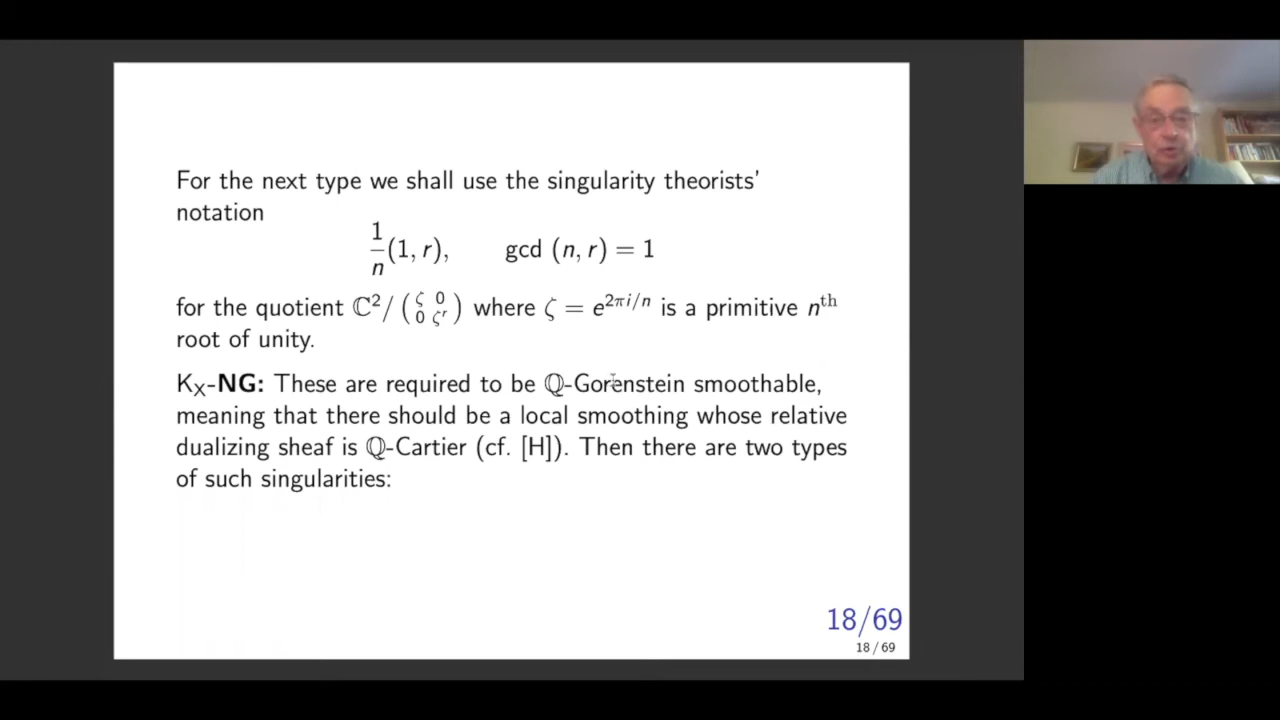 For the next type we shall use the singularity theorists'
notation
1/n (1, r),   gcd (n, r) = 1
for the quotient ℂ²/(ζ 0; 0 ζʳ) where ζ = e^{2πi/n} is a primitive nᵗʰ
root of unity.
K_X-NG: These are required to be ℚ-Gorenstein smoothable,
meaning that there should be a local smoothing whose relative
dualizing sheaf is ℚ-Cartier (cf. [H]). Then there are two types
of such singularities:
18/69
18 / 69